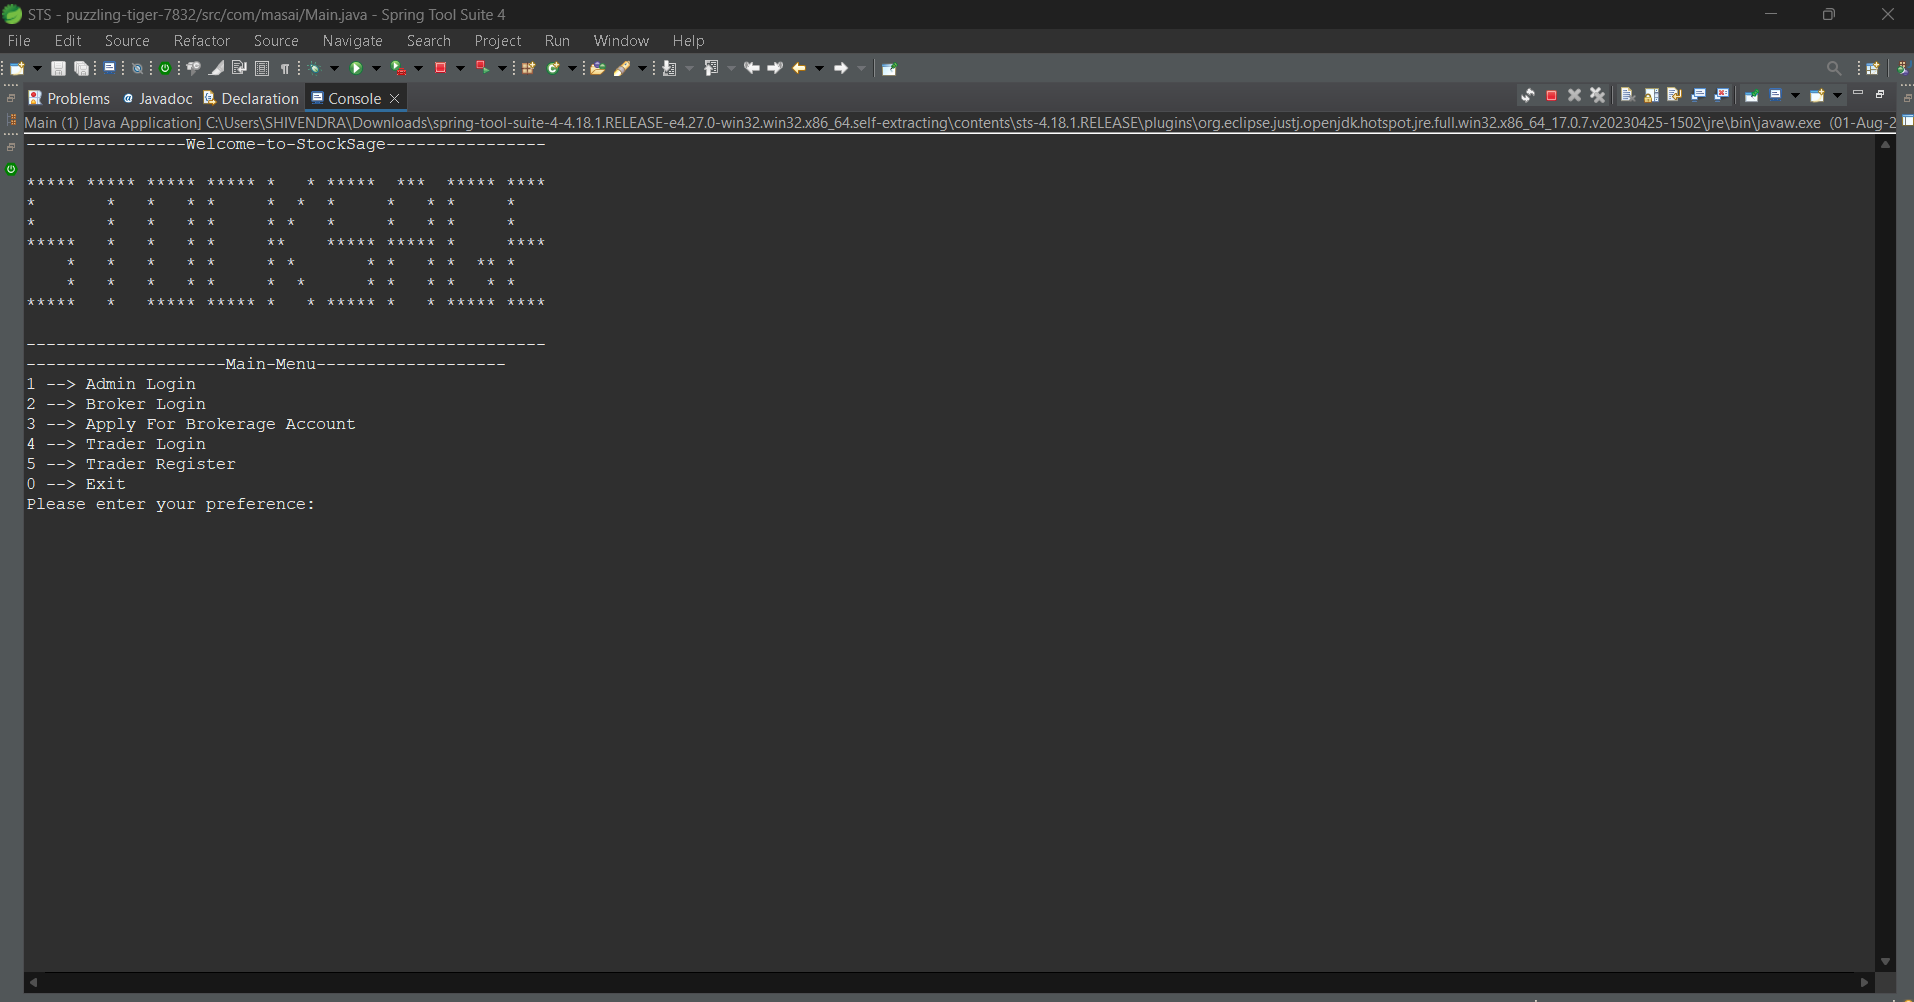 STS - puzzling-tiger-7832/src/com/masai/Main.java - Spring Tool Suite 4
File Edit Source Refactor Source Navigate Search Project Run Window Help
Problems Javadoc Declaration Console
Main (1) [Java Application] C:\Users\SHIVENDRA\Downloads\spring-tool-suite-4-4.18.1.RELEASE-e4.27.0-win32.win32.x86_64.self-extracting\contents\sts-4.18.1.RELEASE\plugins\org.eclipse.justj.openjdk.hotspot.jre.full.win32.x86_64_17.0.7.v20230425-1502\jre\bin\javaw.exe (01-Aug-2
----------------Welcome-to-StockSage----------------
***** ***** ***** ***** *   * *****  ***  ***** ****
*       *   *   * *     *  * *     *   * *     *
*       *   *   * *     * *   *     *   * *     *
*****   *   *   * *     **    ***** ***** *     ****
    *   *   *   * *     * *       * *   * *  ** *
    *   *   *   * *     *  *      * *   * *   * *
*****   *   ***** ***** *   * ***** *   * ***** ****
----------------------------------------------------
--------------------Main-Menu-------------------
1 --> Admin Login
2 --> Broker Login
3 --> Apply For Brokerage Account
4 --> Trader Login
5 --> Trader Register
0 --> Exit
Please enter your preference: